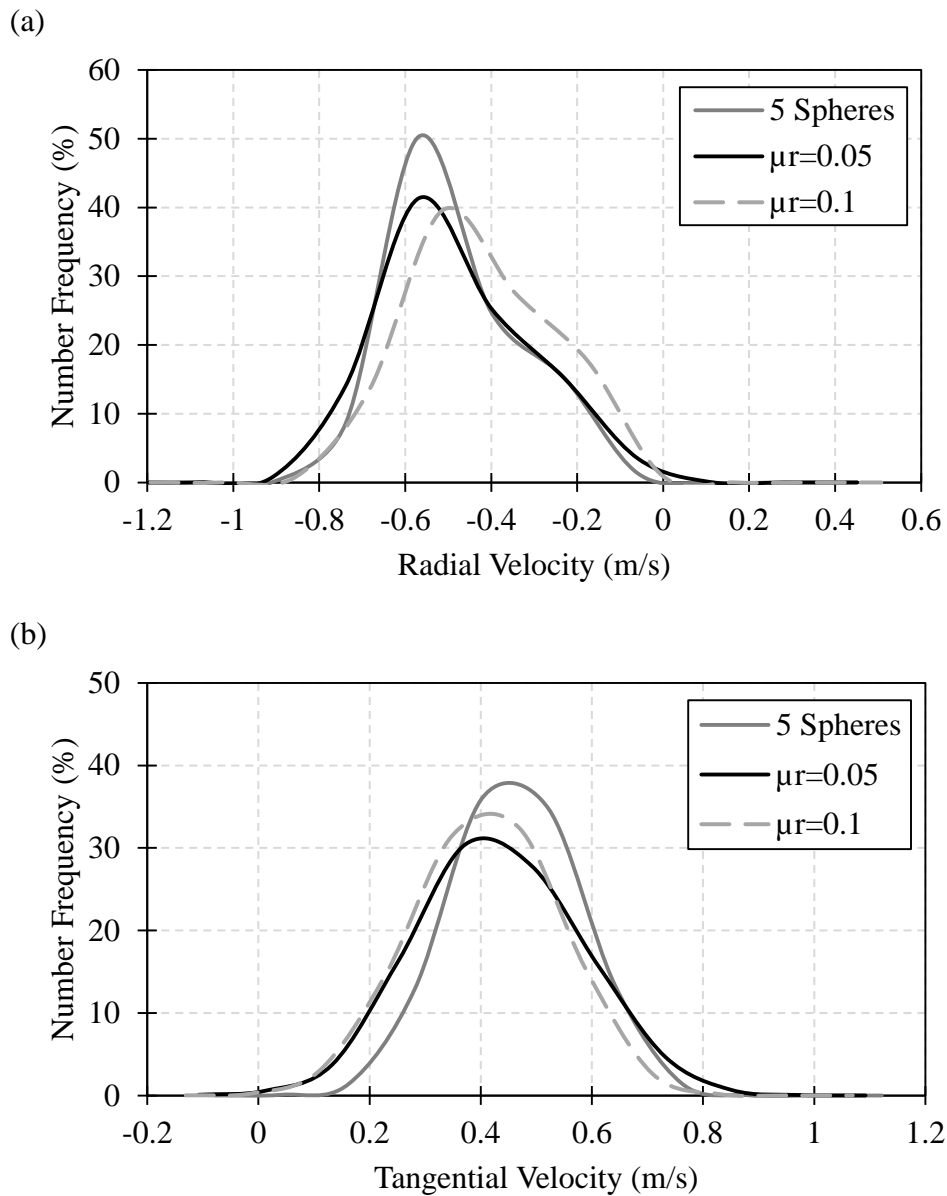 (a)
60
50
40
30
20
10
0
Number Frequency (%)
5 Spheres
µr=0.05
µr=0.1
-1.2 -1 -0.8 -0.6 -0.4 -0.2 0 0.2 0.4 0.6
Radial Velocity (m/s)
(b)
50
40
30
20
10
0
Number Frequency (%)
5 Spheres
µr=0.05
µr=0.1
-0.2 0 0.2 0.4 0.6 0.8 1 1.2
Tangential Velocity (m/s)